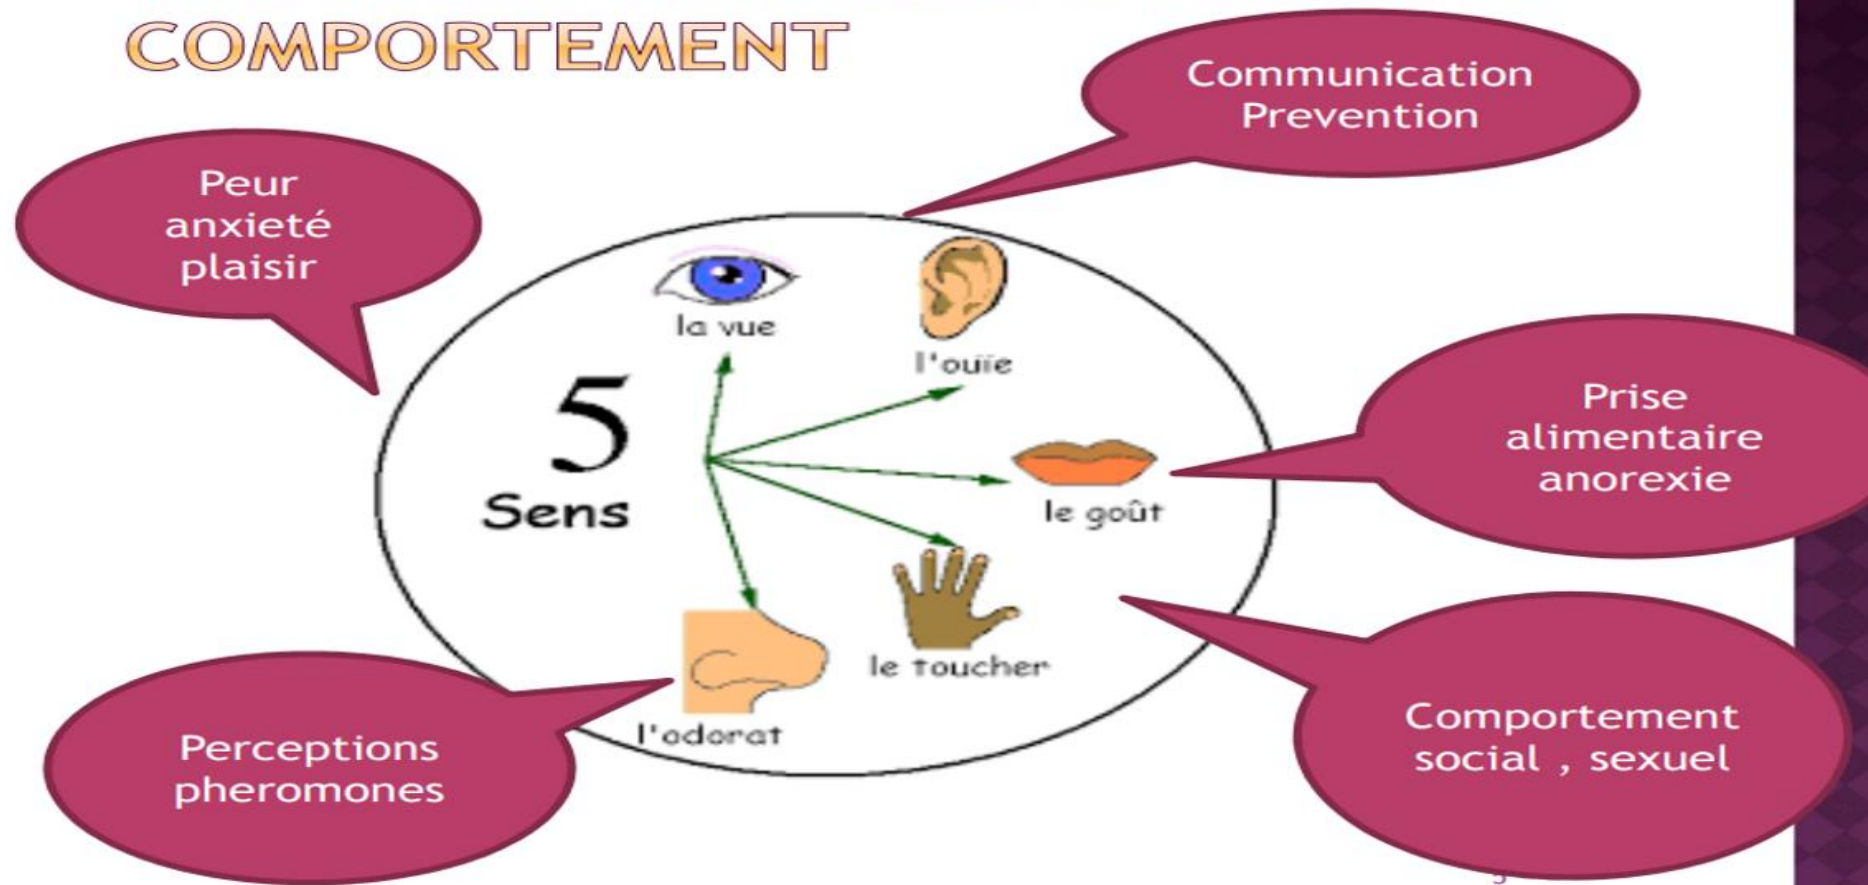 COMPORTEMENT
Communication
Prevention
Peur
anxieté
plaisir
la vue
l'ouïe
5
Sens
Prise
alimentaire
anorexie
le goût
le toucher
l'odorat
Perceptions
pheromones
Comportement
social , sexuel